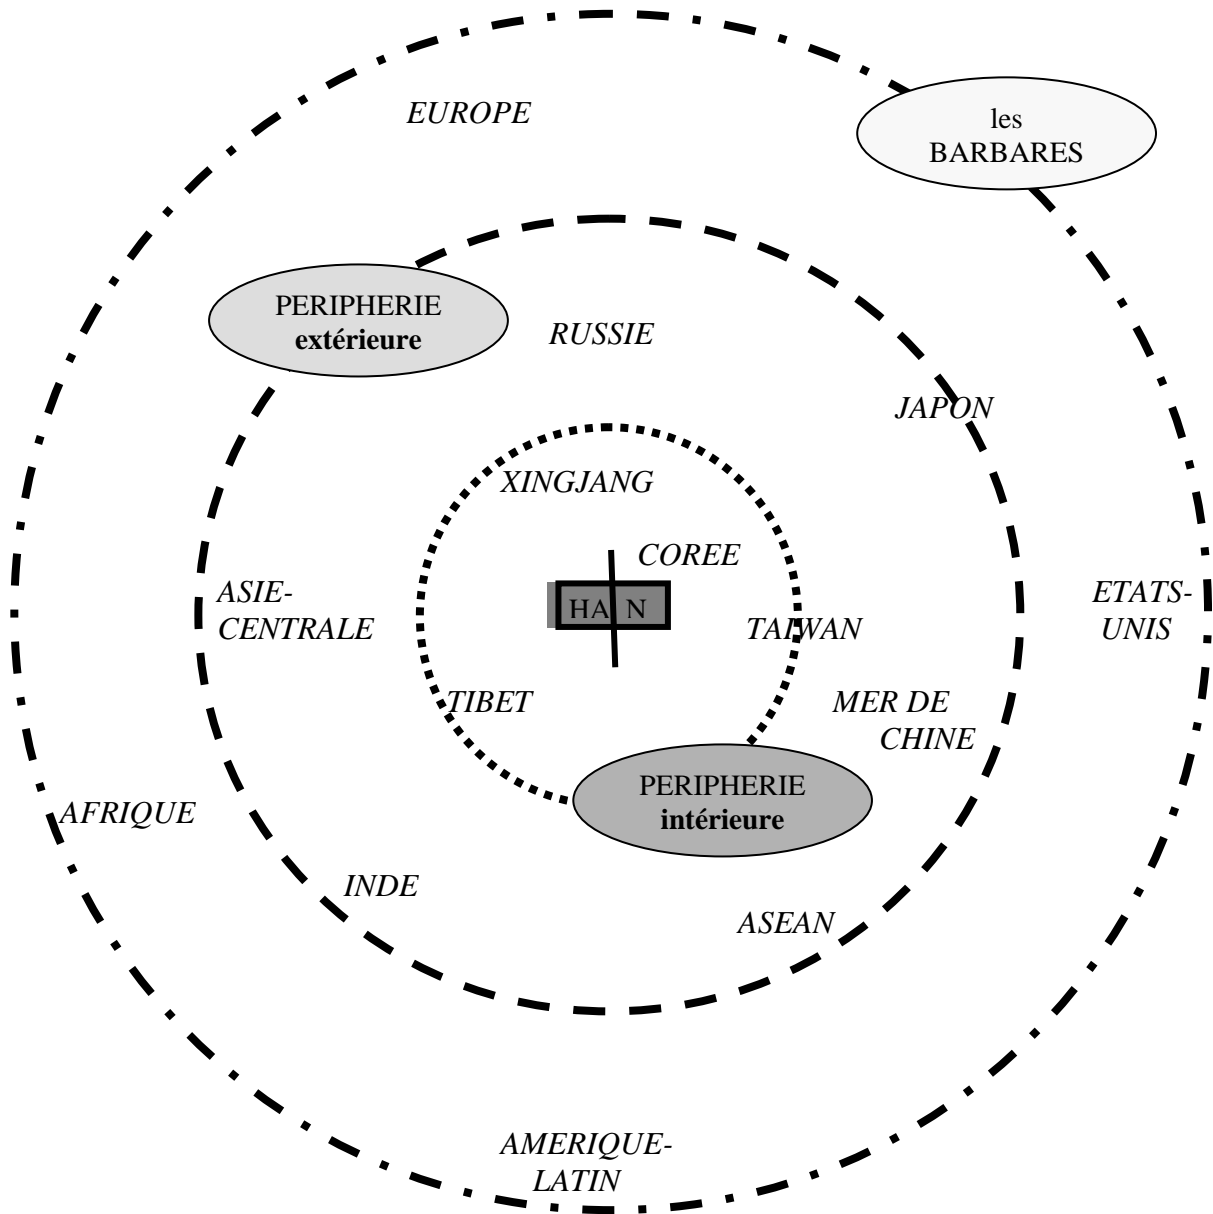 EUROPE
les
BARBARES
PERIPHERIE
extérieure
RUSSIE
JAPON
XINGJANG
COREE
ASIE-
CENTRALE
HA N
TAIWAN
ETATS-
UNIS
TIBET
MER DE
CHINE
PERIPHERIE
intérieure
AFRIQUE
INDE
ASEAN
AMERIQUE-
LATIN